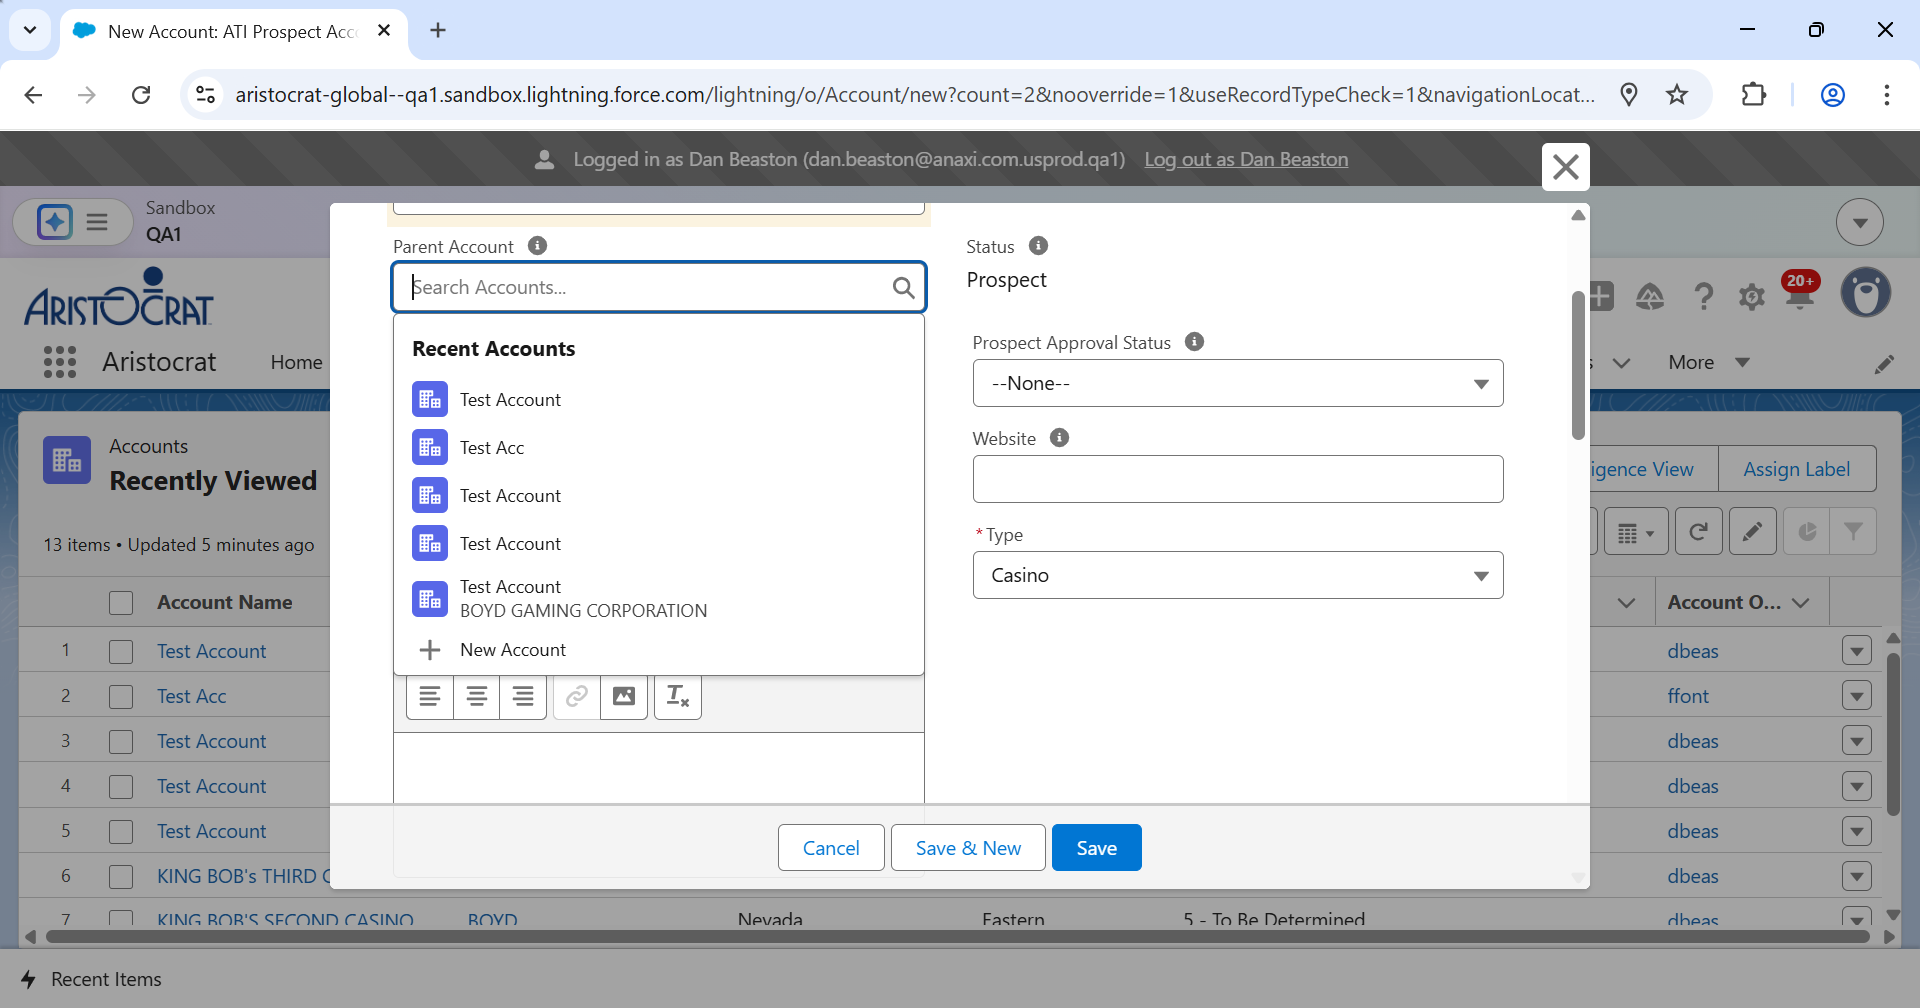 New Account: ATI Prospect Acc
aristocrat-global--qa1.sandbox.lightning.force.com/lightning/o/Account/new?count=2&nooverride=1&useRecordTypeCheck=1&navigationLocat...
Logged in as Dan Beaston (dan.beaston@anaxi.com.usprod.qa1) Log out as Dan Beaston
Sandbox
QA1
ARISTOCRAT
20+
Aristocrat
Home
More
Accounts
Recently Viewed
13 items • Updated 5 minutes ago
igence View
Assign Label
Parent Account
Search Accounts...
Recent Accounts
Test Account
Test Acc
Test Account
Test Account
Test Account
BOYD GAMING CORPORATION
New Account
Status
Prospect
Prospect Approval Status
--None--
Website
*Type
Casino
Cancel
Save & New
Save
Account Name
Account O...
1 Test Account dbeas
2 Test Acc ffont
3 Test Account dbeas
4 Test Account dbeas
5 Test Account dbeas
6 KING BOB's THIRD dbeas
7 KING BOB'S SECOND CASINO BOYD Nevada Eastern 5 - To Be Determined dbeas
Recent Items